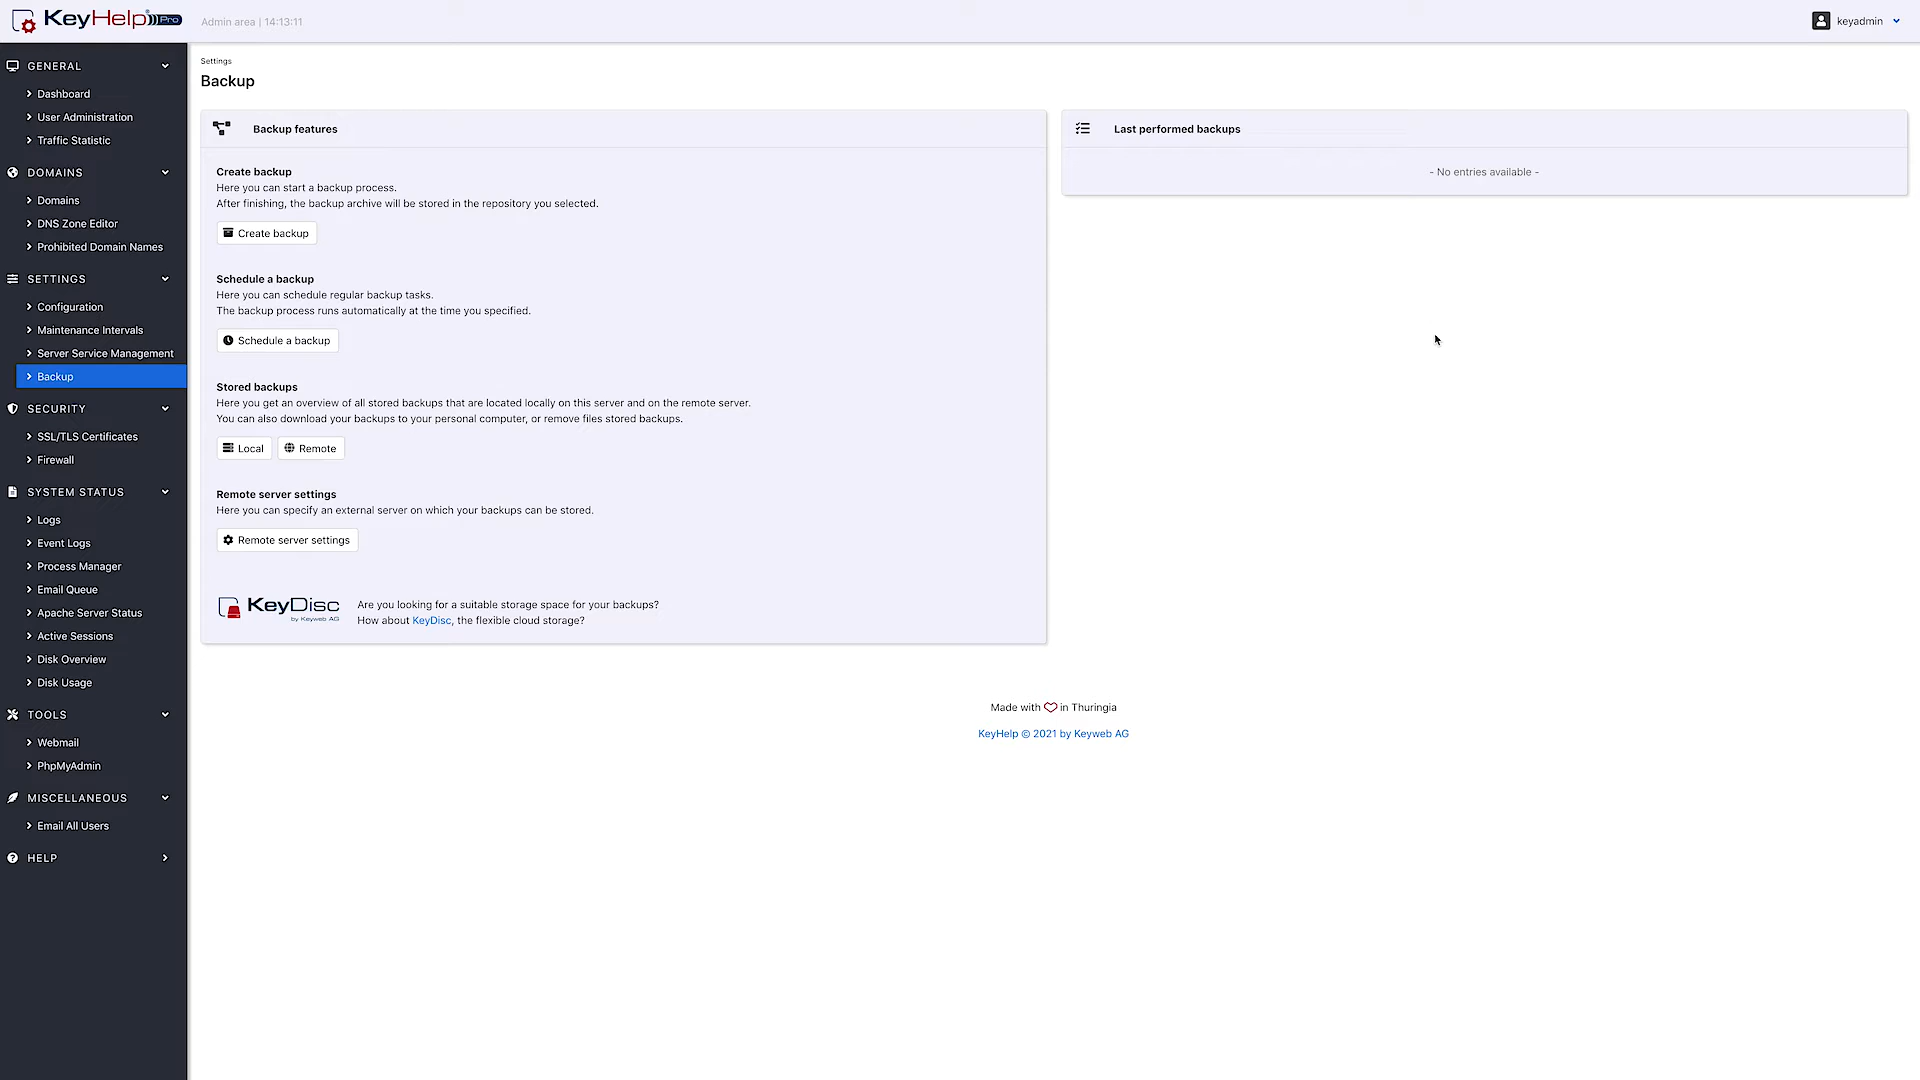 KeyHelp Pro
Admin area | 14:13:11
keyadmin
GENERAL
Dashboard
User Administration
Traffic Statistic
DOMAINS
Domains
DNS Zone Editor
Prohibited Domain Names
SETTINGS
Configuration
Maintenance Intervals
Server Service Management
Backup
SECURITY
SSL/TLS Certificates
Firewall
SYSTEM STATUS
Logs
Event Logs
Process Manager
Email Queue
Apache Server Status
Active Sessions
Disk Overview
Disk Usage
TOOLS
Webmail
PhpMyAdmin
MISCELLANEOUS
Email All Users
HELP
Settings
Backup
Backup features
Create backup
Here you can start a backup process.
After finishing, the backup archive will be stored in the repository you selected.
Create backup
Schedule a backup
Here you can schedule regular backup tasks.
The backup process runs automatically at the time you specified.
Schedule a backup
Stored backups
Here you get an overview of all stored backups that are located locally on this server and on the remote server.
You can also download your backups to your personal computer, or remove files stored backups.
Local Remote
Remote server settings
Here you can specify an external server on which your backups can be stored.
Remote server settings
KeyDisc
by Keyweb AG
Are you looking for a suitable storage space for your backups?
How about KeyDisc, the flexible cloud storage?
Last performed backups
- No entries available -
Made with in Thuringia
KeyHelp © 2021 by Keyweb AG